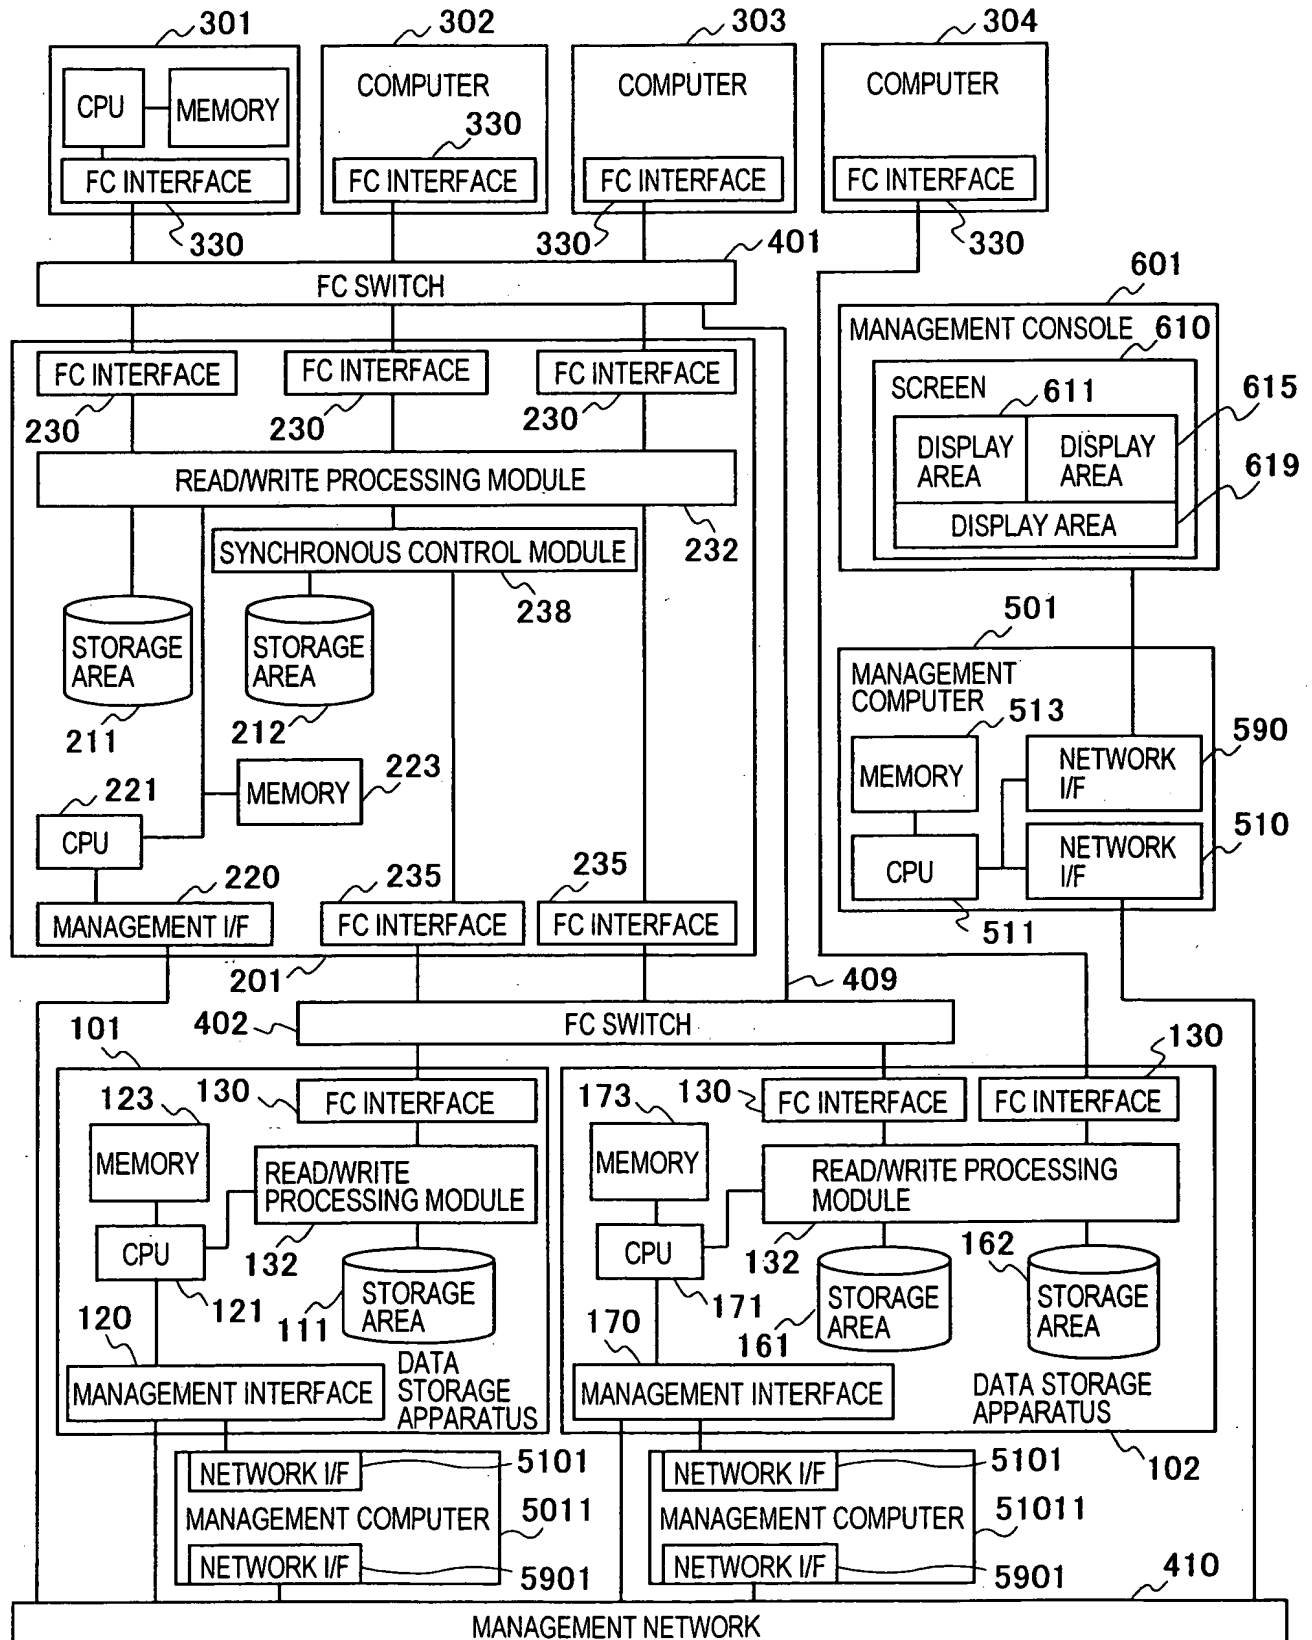 301
302
303
304
CPU
MEMORY
COMPUTER
COMPUTER
COMPUTER
330
FC INTERFACE
FC INTERFACE
FC INTERFACE
FC INTERFACE
330
330
330
401
FC SWITCH
601
MANAGEMENT CONSOLE
610
SCREEN
611
615
DISPLAY
AREA
DISPLAY
AREA
619
DISPLAY AREA
FC INTERFACE
FC INTERFACE
FC INTERFACE
230
230
230
READ/WRITE PROCESSING MODULE
232
SYNCHRONOUS CONTROL MODULE
238
STORAGE
AREA
STORAGE
AREA
211
212
501
MANAGEMENT
COMPUTER
513
590
MEMORY
NETWORK
I/F
510
CPU
NETWORK
I/F
511
221
MEMORY
223
CPU
220
235
235
MANAGEMENT I/F
FC INTERFACE
FC INTERFACE
201
409
402
FC SWITCH
101
130
123
130
FC INTERFACE
173
130
FC INTERFACE
FC INTERFACE
MEMORY
READ/WRITE
PROCESSING MODULE
MEMORY
READ/WRITE PROCESSING
MODULE
CPU
132
CPU
132
162
121
111
STORAGE
AREA
171
161
STORAGE
AREA
STORAGE
AREA
120
170
MANAGEMENT INTERFACE
DATA
STORAGE
APPARATUS
MANAGEMENT INTERFACE
DATA STORAGE
APPARATUS
102
NETWORK I/F
5101
NETWORK I/F
5101
MANAGEMENT COMPUTER
5011
MANAGEMENT COMPUTER
51011
NETWORK I/F
5901
NETWORK I/F
5901
410
MANAGEMENT NETWORK